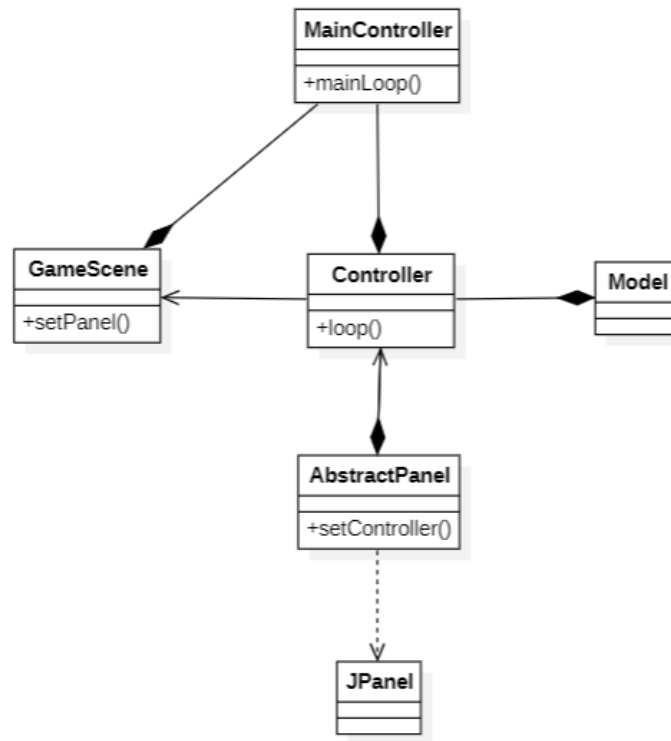 MainController
+mainLoop()
GameScene
+setPanel()
Controller
+loop()
Model
AbstractPanel
+setController()
JPanel